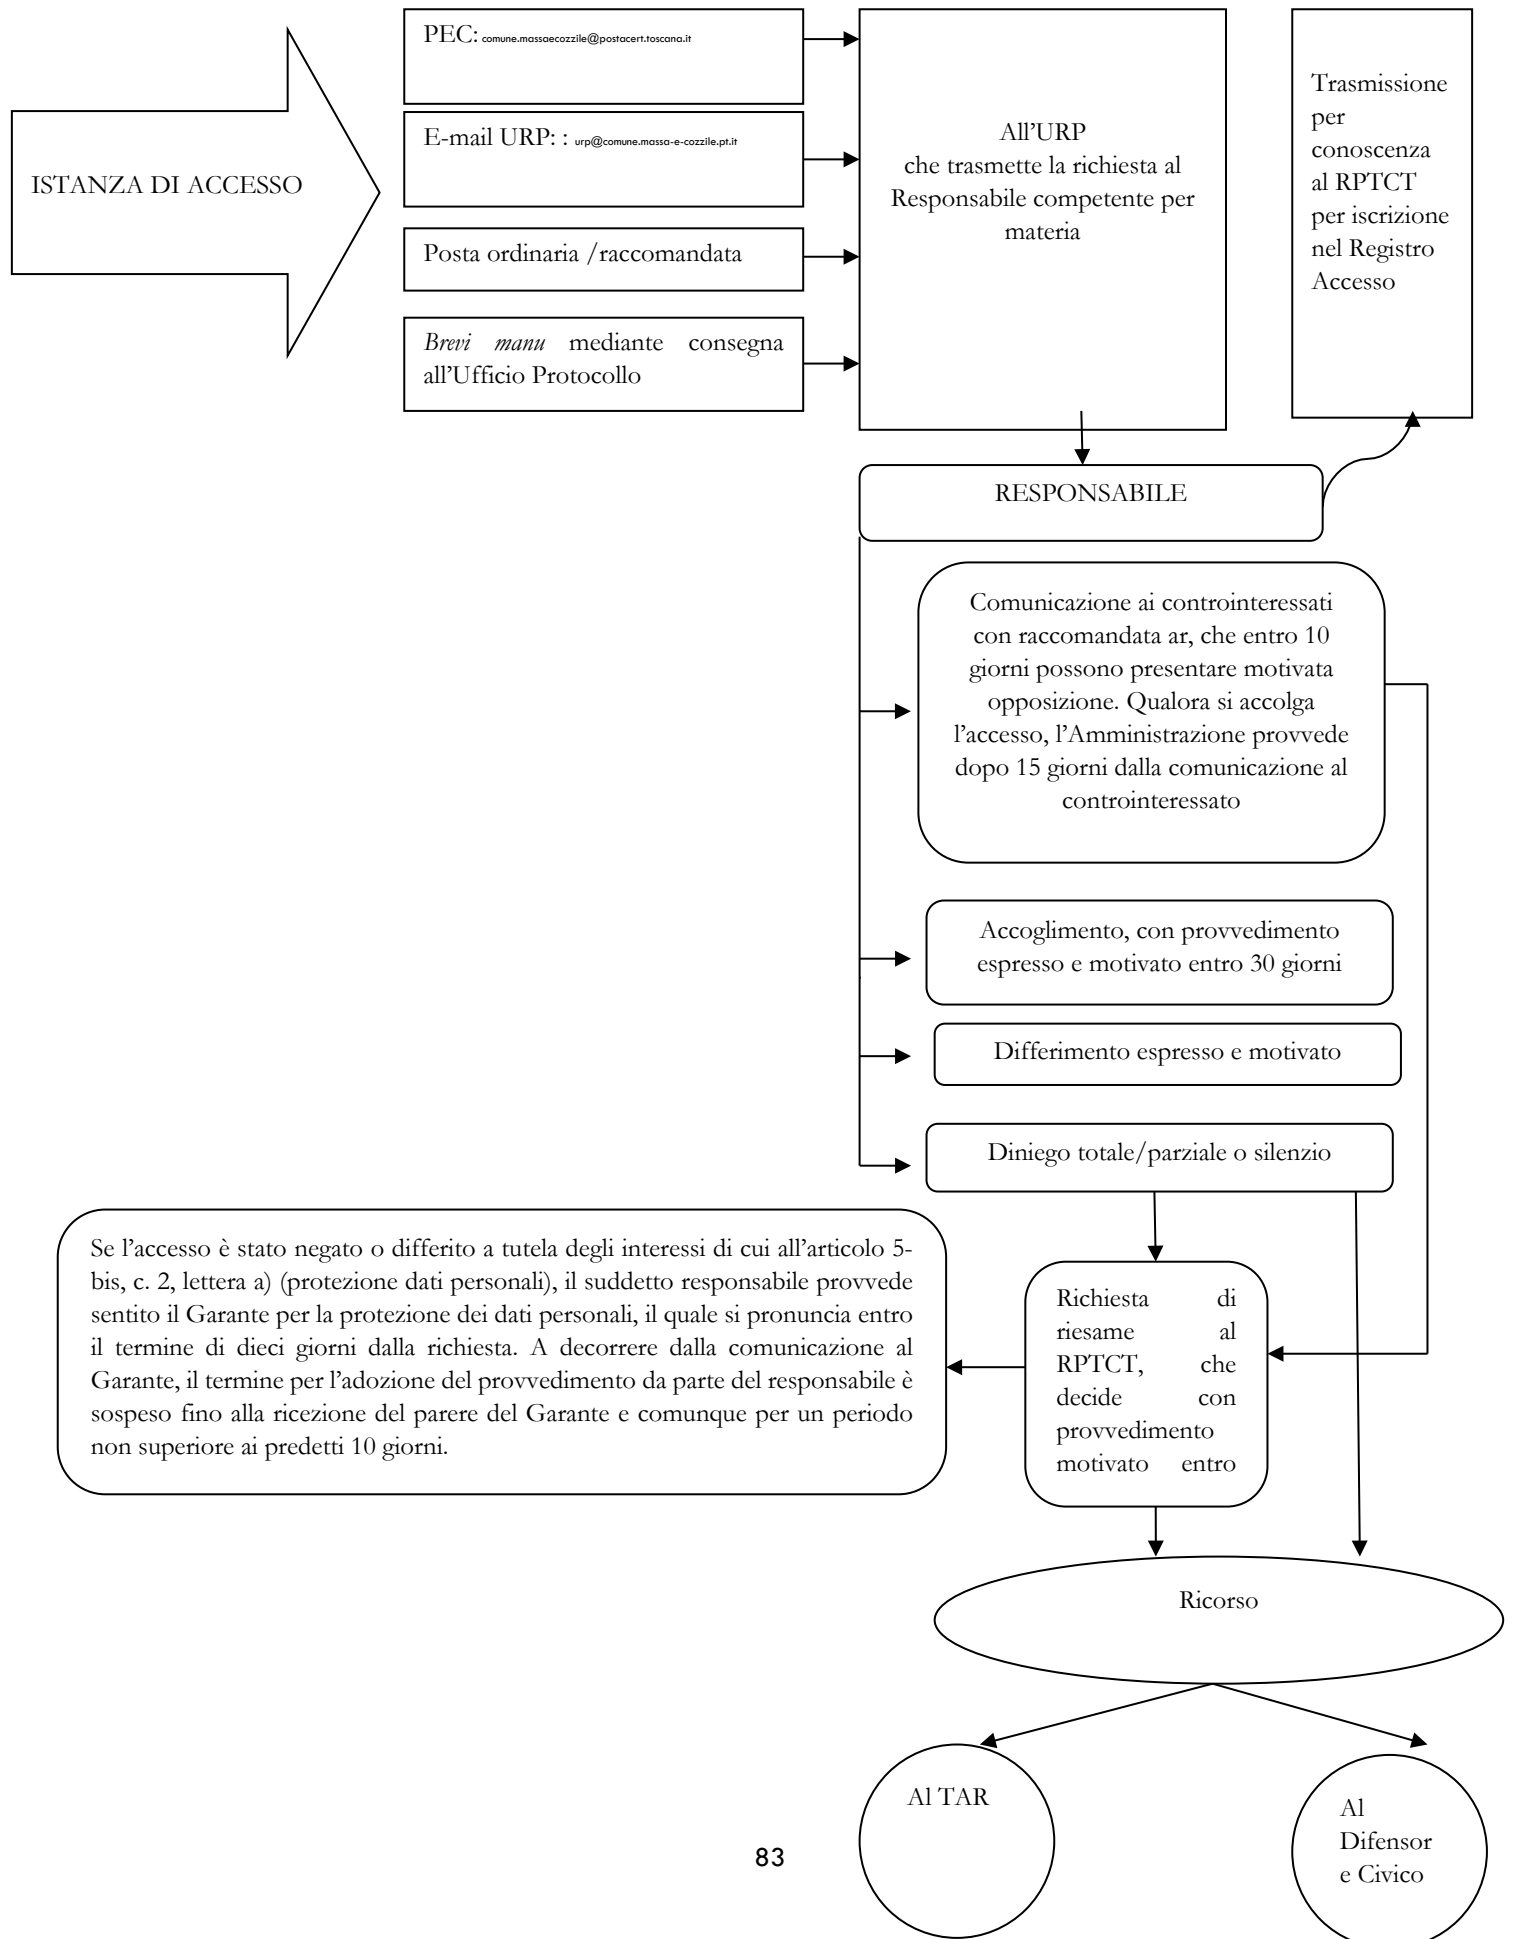 ISTANZA DI ACCESSO
PEC: comune.massaecozzile@postacert.toscana.it
E-mail URP: : urp@comune.massa-e-cozzile.pt.it
Posta ordinaria /raccomandata
Brevi manu mediante consegna
all’Ufficio Protocollo
All’URP
che trasmette la richiesta al
Responsabile competente per
materia
Trasmissione
per
conoscenza
al RPTCT
per iscrizione
nel Registro
Accesso
RESPONSABILE
Comunicazione ai controinteressati
con raccomandata ar, che entro 10
giorni possono presentare motivata
opposizione. Qualora si accolga
l’accesso, l’Amministrazione provvede
dopo 15 giorni dalla comunicazione al
controinteressato
Accoglimento, con provvedimento
espresso e motivato entro 30 giorni
Differimento espresso e motivato
Diniego totale/parziale o silenzio
Se l’accesso è stato negato o differito a tutela degli interessi di cui all’articolo 5-
bis, c. 2, lettera a) (protezione dati personali), il suddetto responsabile provvede
sentito il Garante per la protezione dei dati personali, il quale si pronuncia entro
il termine di dieci giorni dalla richiesta. A decorrere dalla comunicazione al
Garante, il termine per l’adozione del provvedimento da parte del responsabile è
sospeso fino alla ricezione del parere del Garante e comunque per un periodo
non superiore ai predetti 10 giorni.
Richiesta di
riesame al
RPTCT, che
decide con
provvedimento
motivato entro
Ricorso
Al TAR
Al
Difensor
e Civico
83